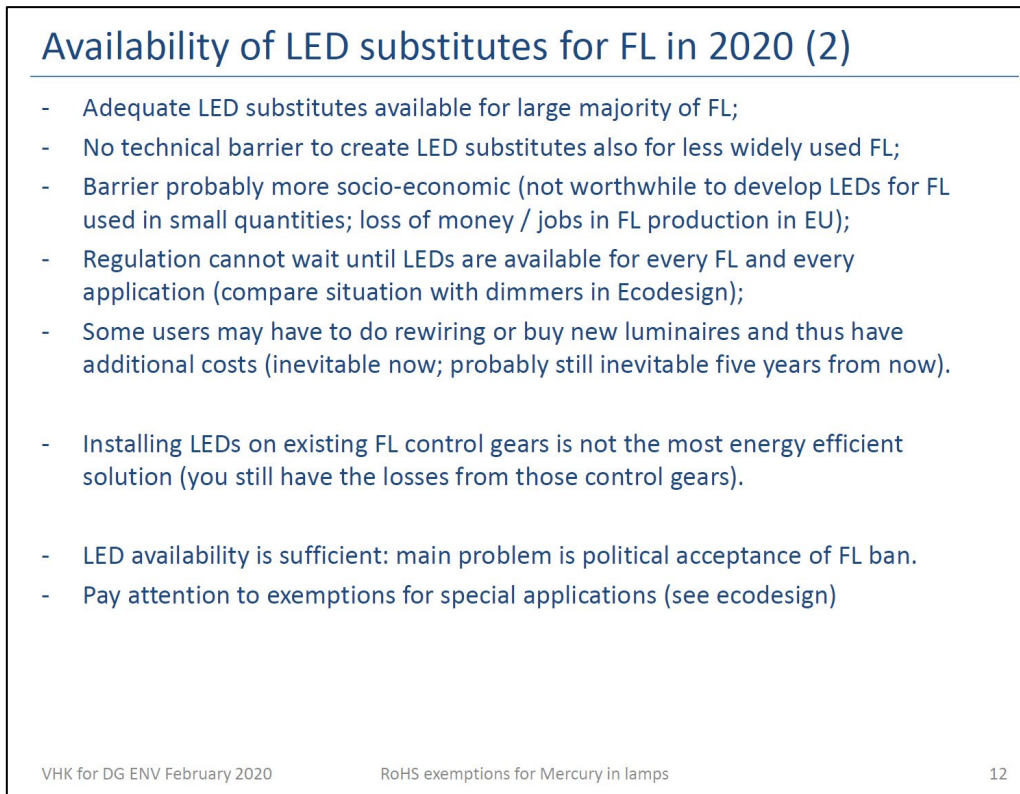 Availability of LED substitutes for FL in 2020 (2)
- Adequate LED substitutes available for large majority of FL;
- No technical barrier to create LED substitutes also for less widely used FL;
- Barrier probably more socio-economic (not worthwhile to develop LEDs for FL
used in small quantities; loss of money / jobs in FL production in EU);
- Regulation cannot wait until LEDs are available for every FL and every
application (compare situation with dimmers in Ecodesign);
- Some users may have to do rewiring or buy new luminaires and thus have
additional costs (inevitable now; probably still inevitable five years from now).
- Installing LEDs on existing FL control gears is not the most energy efficient
solution (you still have the losses from those control gears).
- LED availability is sufficient: main problem is political acceptance of FL ban.
- Pay attention to exemptions for special applications (see ecodesign)
VHK for DG ENV February 2020 RoHS exemptions for Mercury in lamps 12